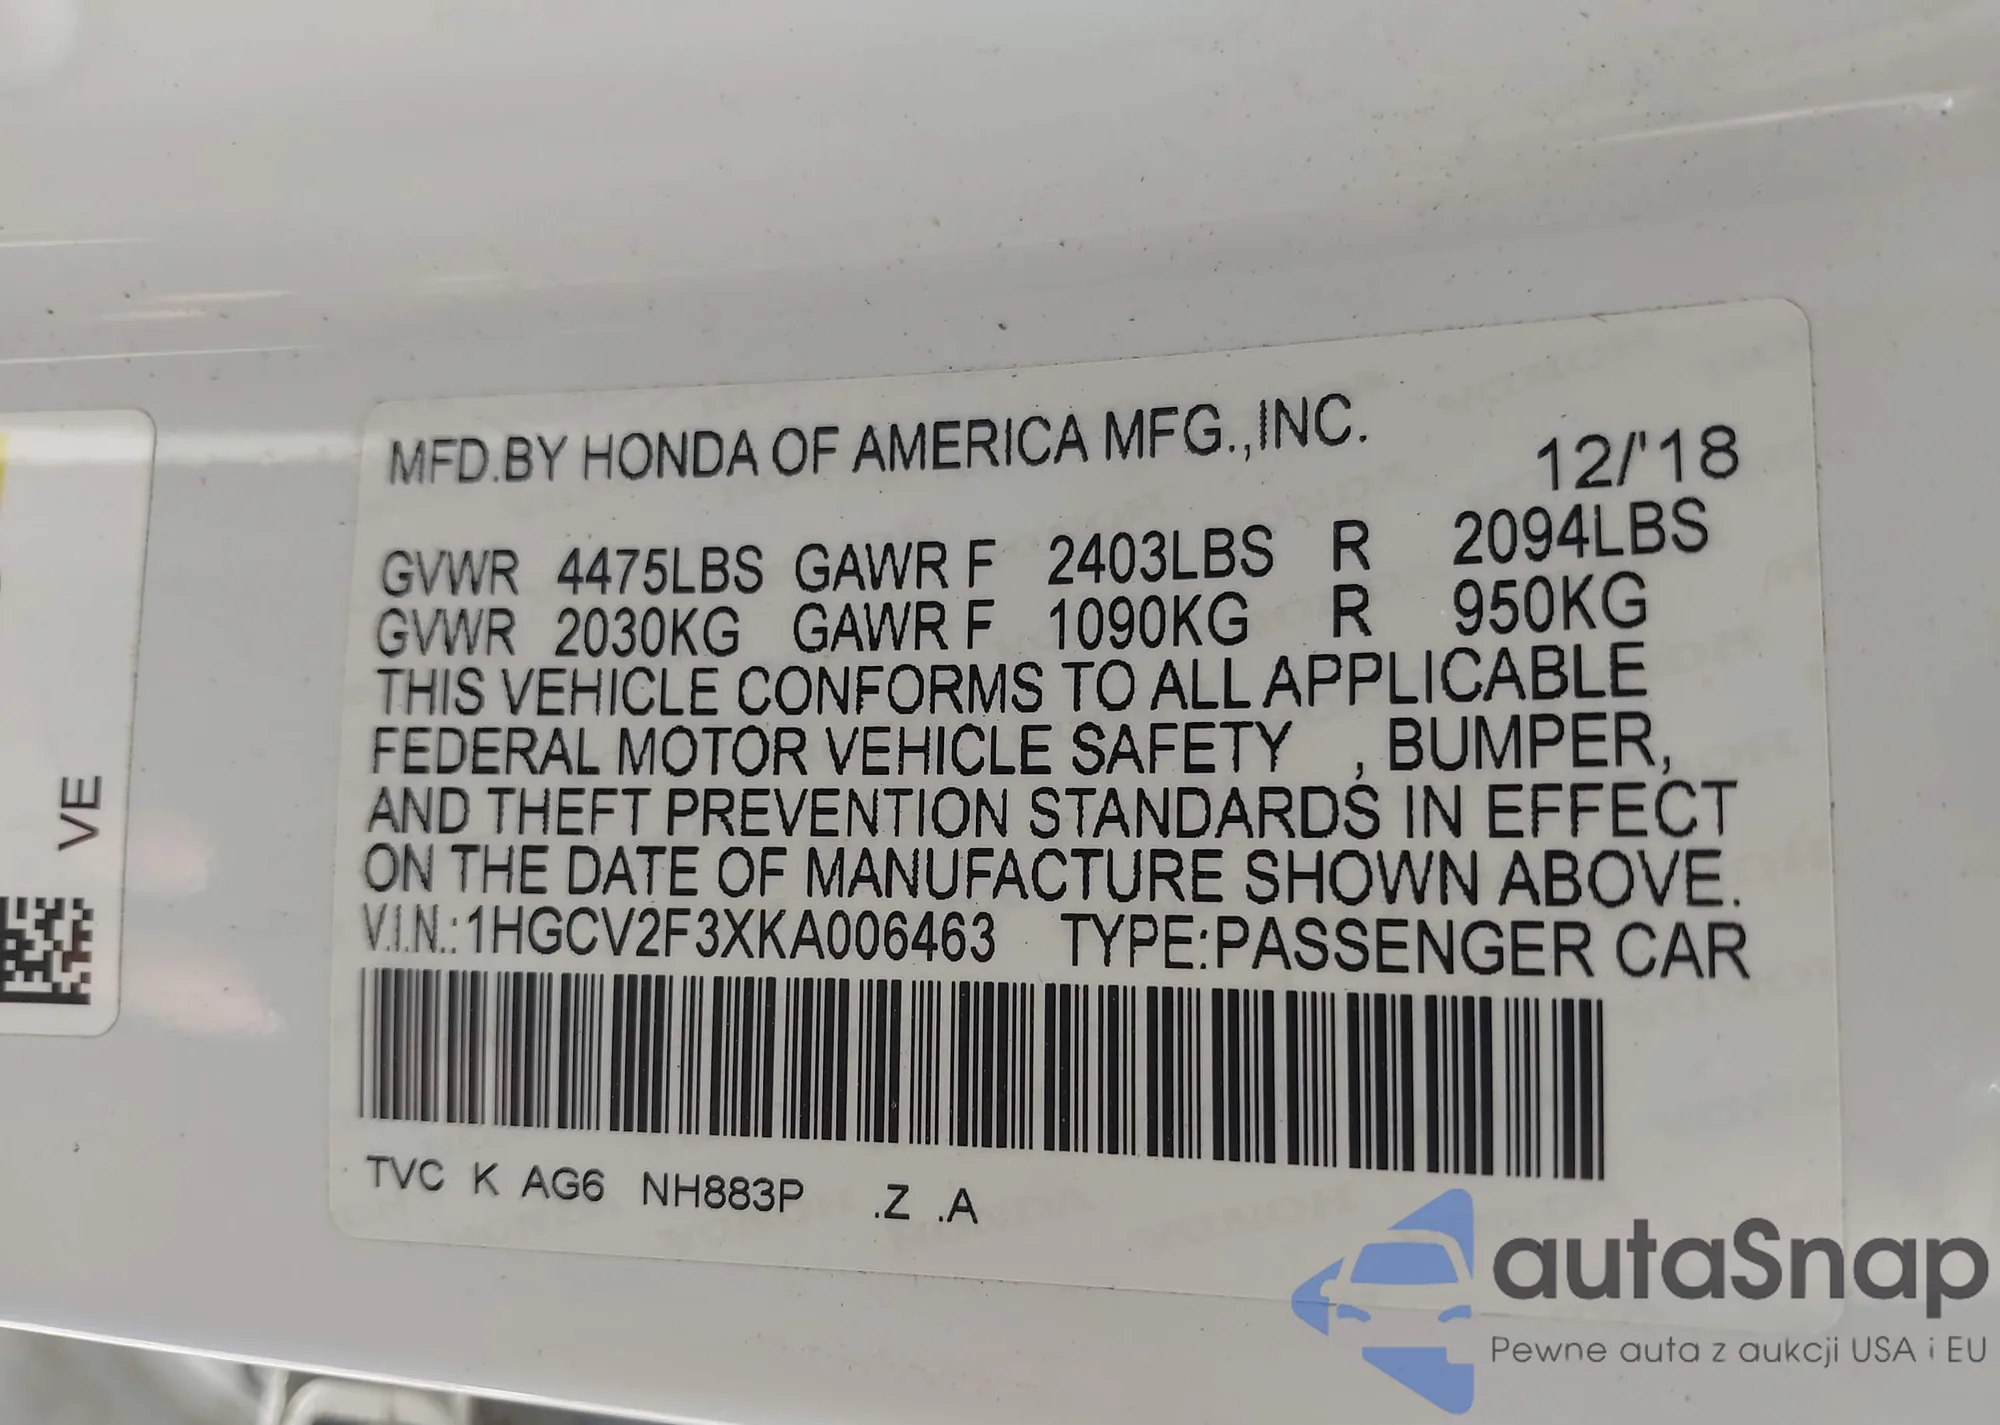 MFD.BY HONDA OF AMERICA MFG.,INC.
12/'18
GVWR 4475LBS GAWR F 2403LBS R 2094LBS
GVWR 2030KG GAWR F 1090KG R 950KG
THIS VEHICLE CONFORMS TO ALL APPLICABLE
FEDERAL MOTOR VEHICLE SAFETY , BUMPER,
AND THEFT PREVENTION STANDARDS IN EFFECT
ON THE DATE OF MANUFACTURE SHOWN ABOVE.
V.I.N.:1HGCV2F3XKA006463 TYPE:PASSENGER CAR
TVC K AG6 NH883P .Z .A
VE
autaSnap
Pewne auta z aukcji USA i EU